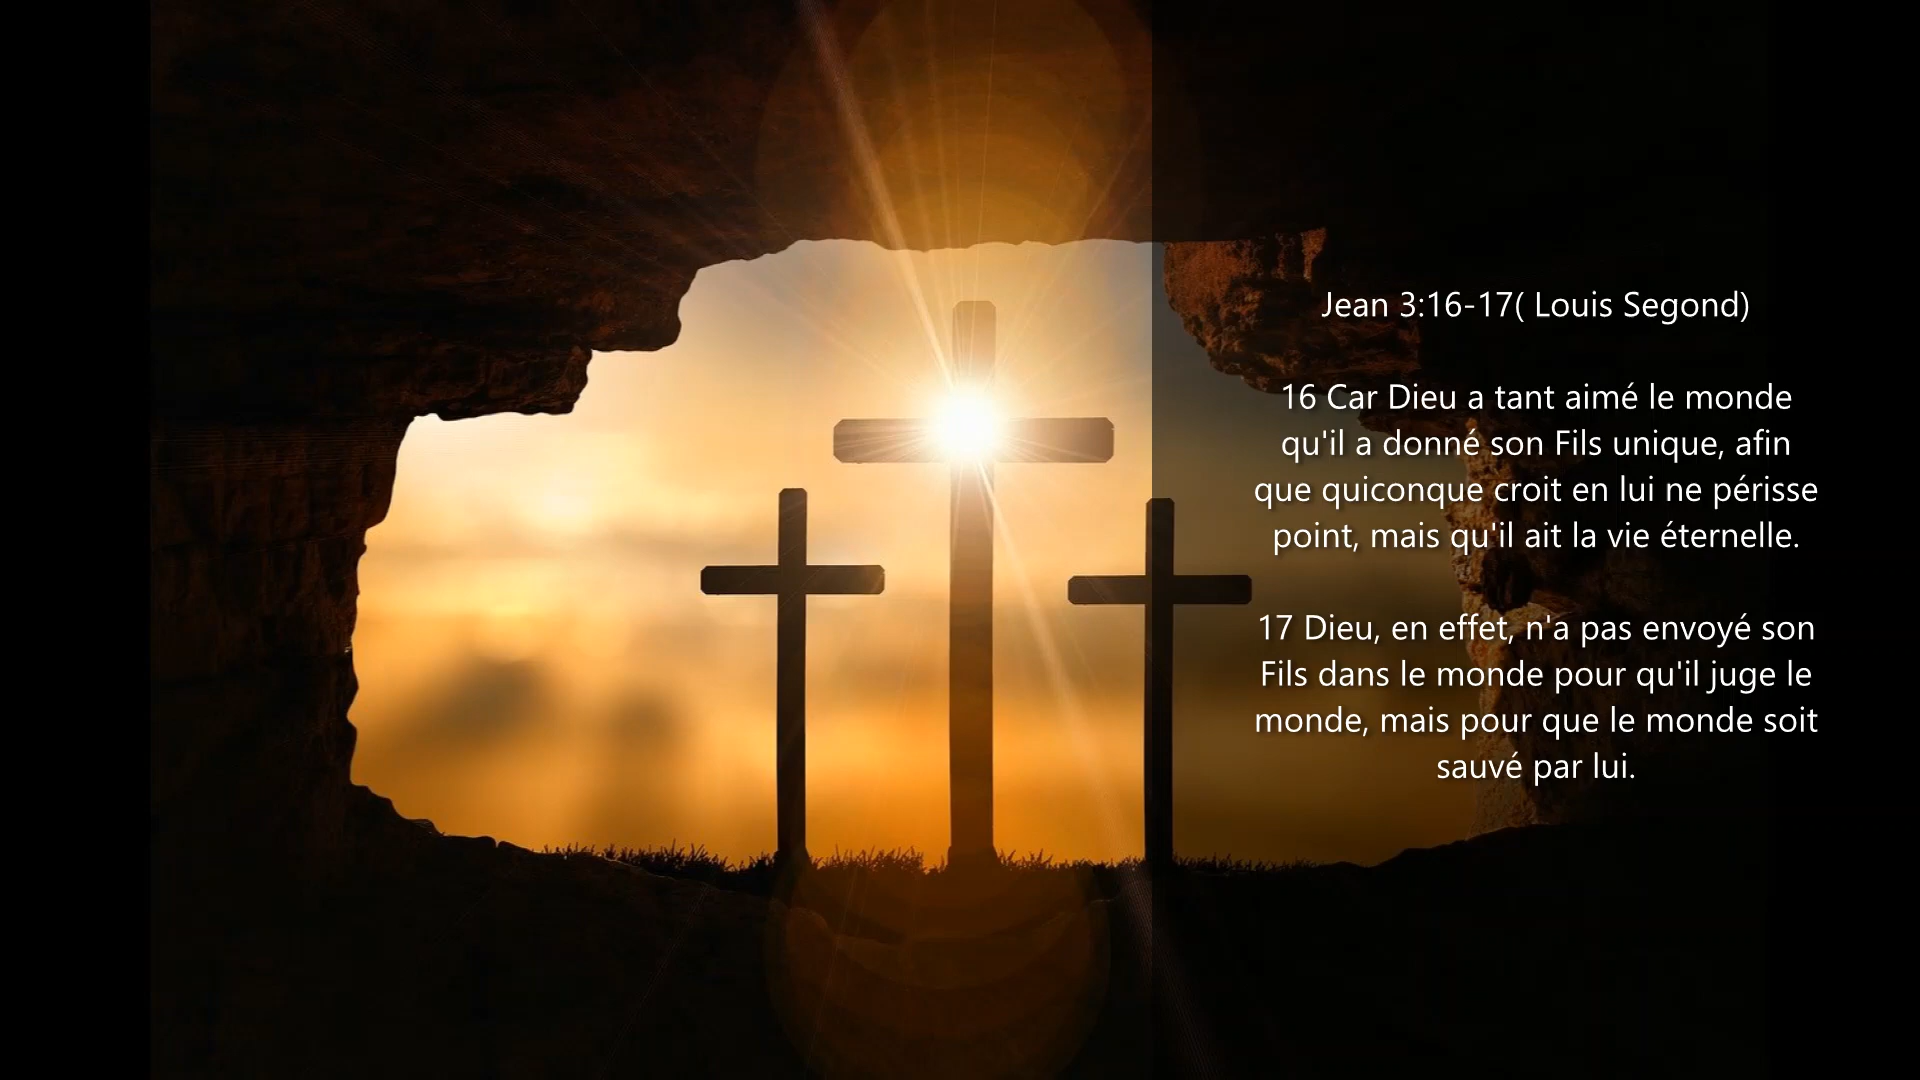 Jean 3:16-17( Louis Segond)
16 Car Dieu a tant aimé le monde
qu'il a donné son Fils unique, afin
que quiconque croit en lui ne périsse
point, mais qu'il ait la vie éternelle.
17 Dieu, en effet, n'a pas envoyé son
Fils dans le monde pour qu'il juge le
monde, mais pour que le monde soit
sauvé par lui.